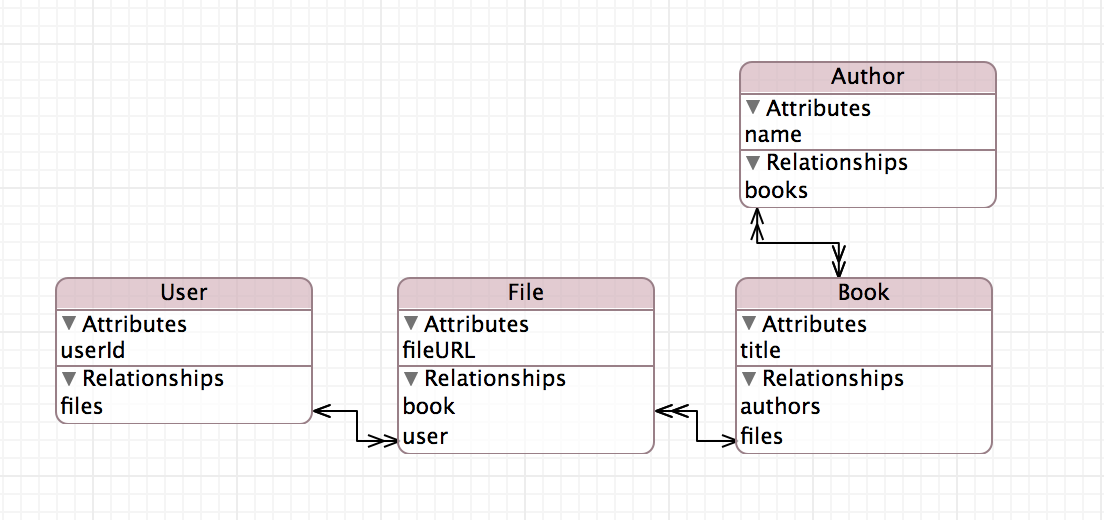 Author
Attributes
name
Relationships
books
User
Attributes
userId
Relationships
files
File
Attributes
fileURL
Relationships
book
user
Book
Attributes
title
Relationships
authors
files